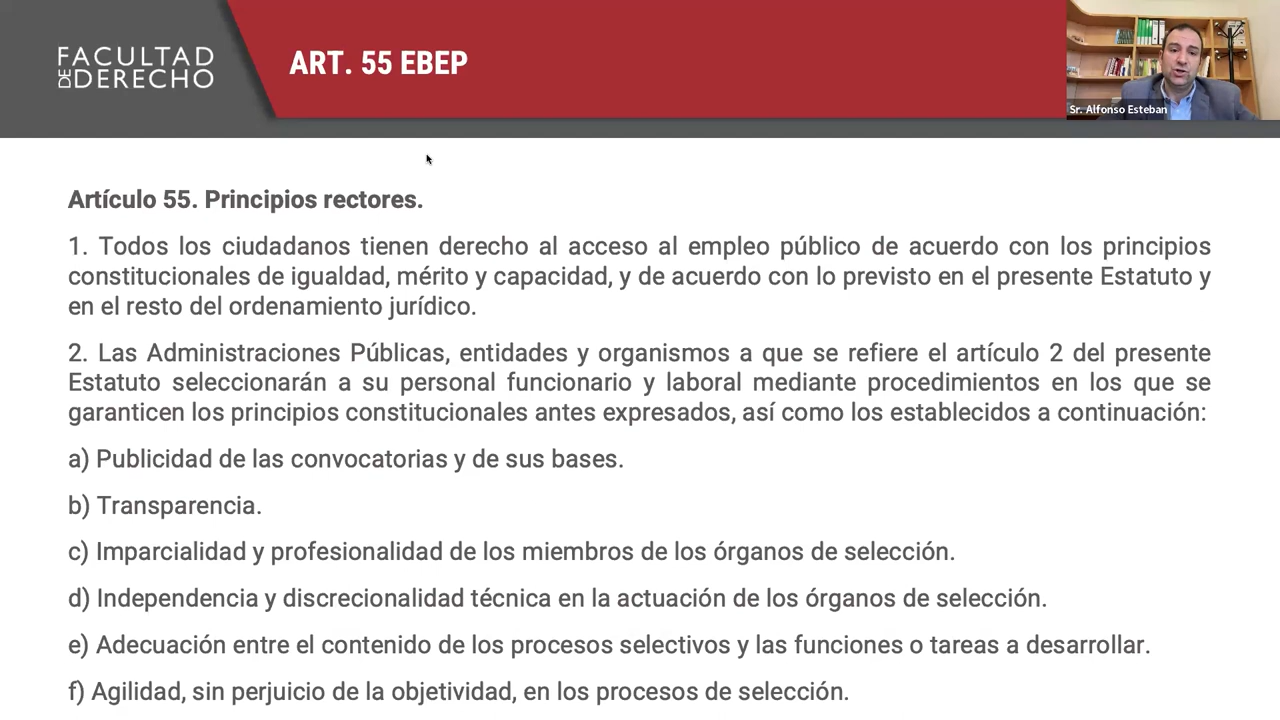 FACULTAD
DE DERECHO
ART. 55 EBEP
Sr. Alfonso Esteban
Artículo 55. Principios rectores.
1. Todos los ciudadanos tienen derecho al acceso al empleo público de acuerdo con los principios
constitucionales de igualdad, mérito y capacidad, y de acuerdo con lo previsto en el presente Estatuto y
en el resto del ordenamiento jurídico.
2. Las Administraciones Públicas, entidades y organismos a que se refiere el artículo 2 del presente
Estatuto seleccionarán a su personal funcionario y laboral mediante procedimientos en los que se
garanticen los principios constitucionales antes expresados, así como los establecidos a continuación:
a) Publicidad de las convocatorias y de sus bases.
b) Transparencia.
c) Imparcialidad y profesionalidad de los miembros de los órganos de selección.
d) Independencia y discrecionalidad técnica en la actuación de los órganos de selección.
e) Adecuación entre el contenido de los procesos selectivos y las funciones o tareas a desarrollar.
f) Agilidad, sin perjuicio de la objetividad, en los procesos de selección.